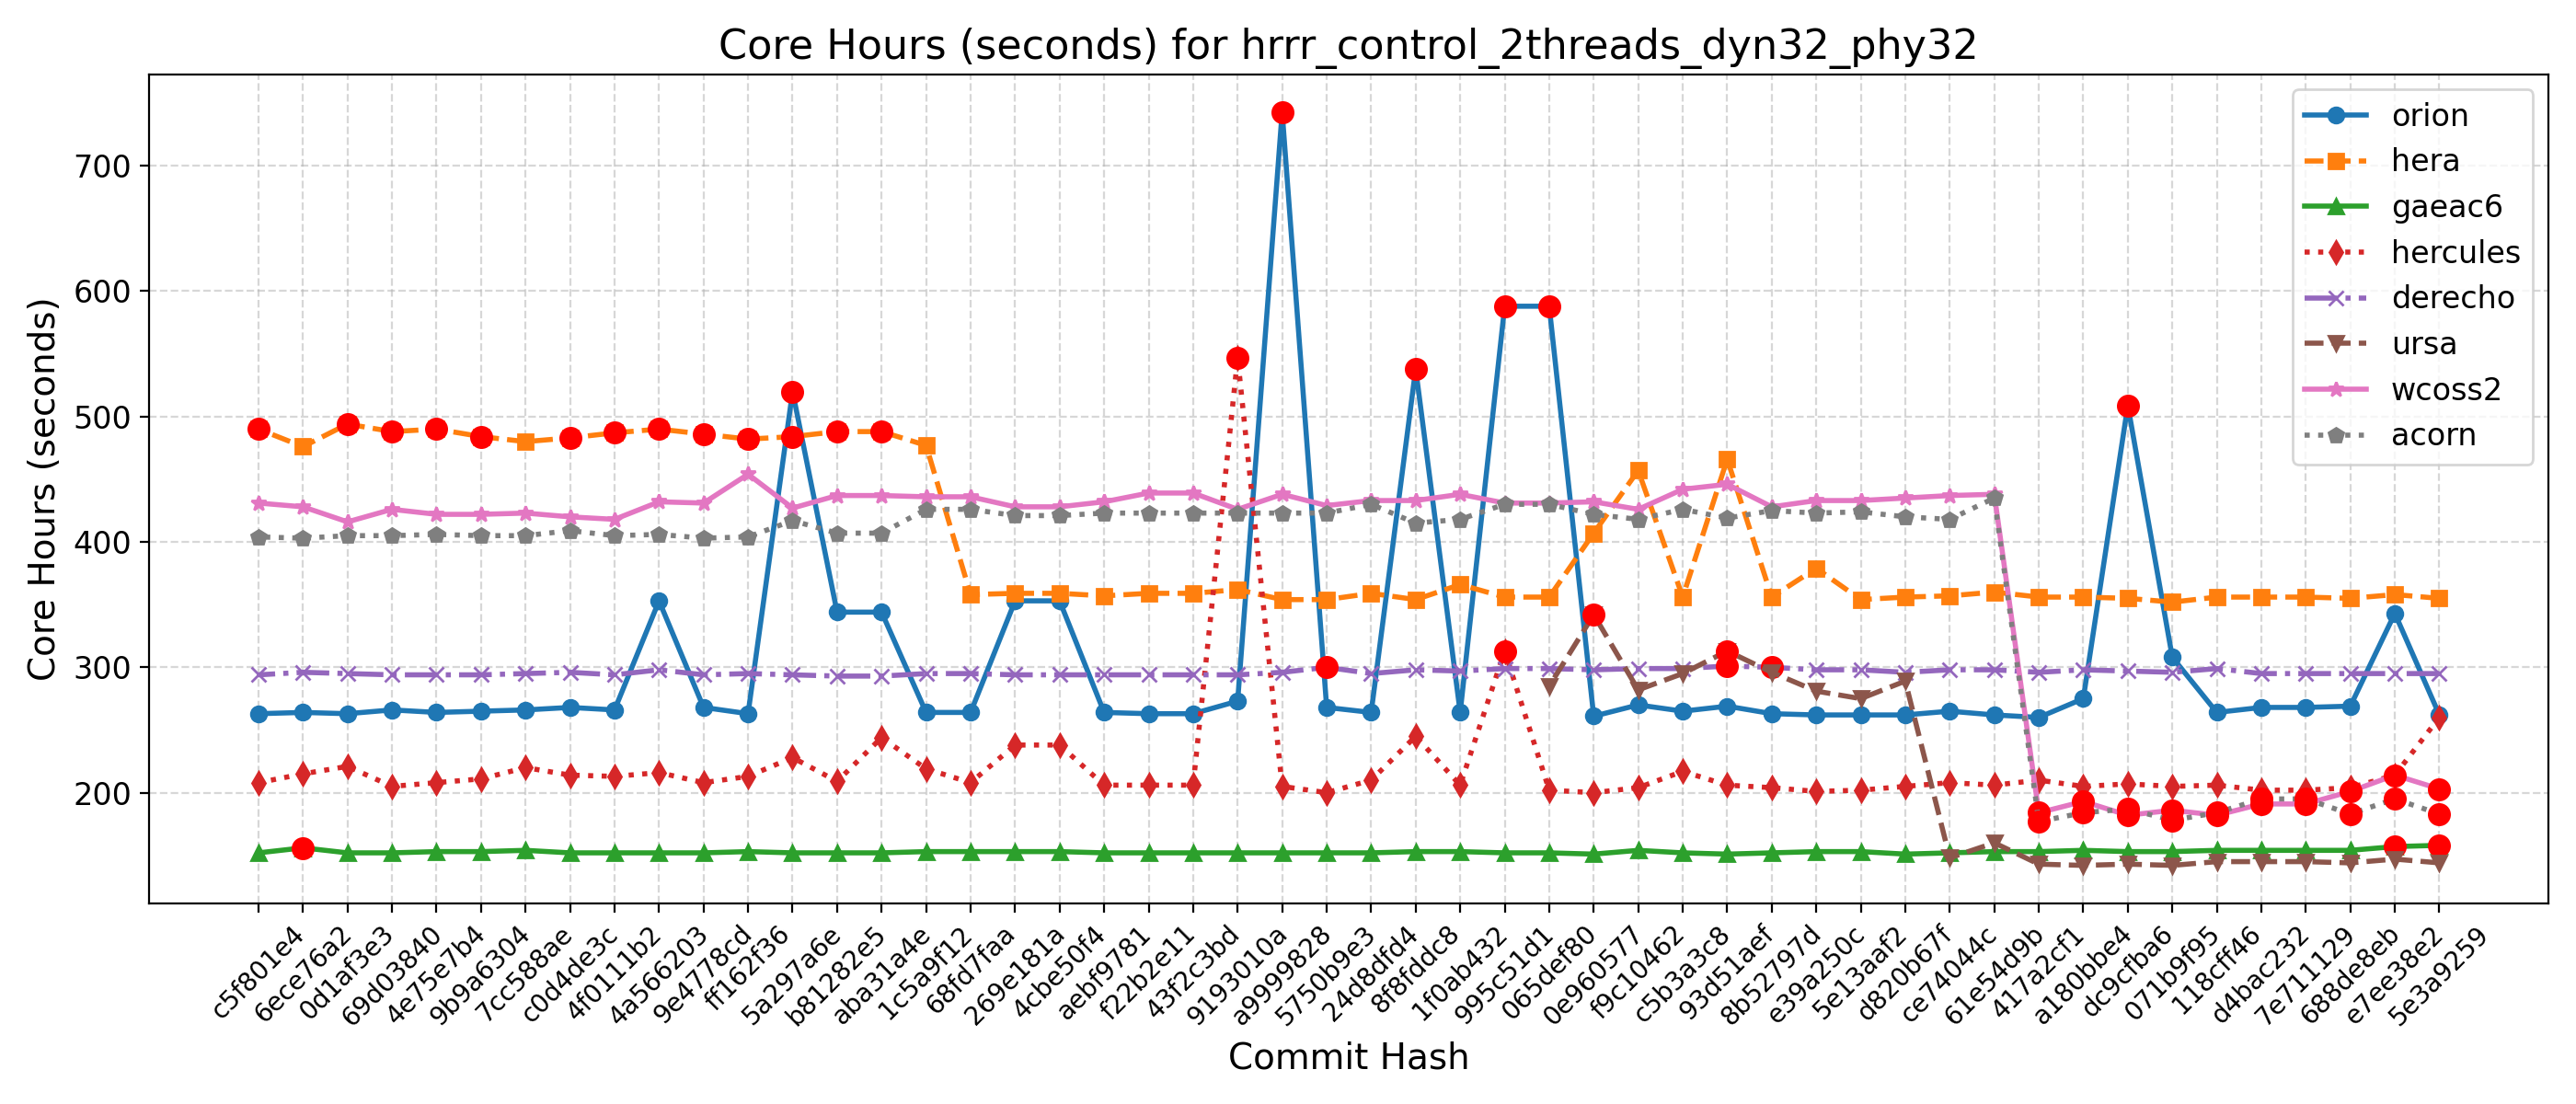 Core Hours (seconds) for hrrr_control_2threads_dyn32_phy32
Core Hours (seconds)
700
600
500
400
300
200
orion
hera
gaeac6
hercules
derecho
ursa
wcoss2
acorn
c5f801e4
6ece76a2
0d1af3e3
69d03840
4e75e7b4
9b9a6304
7cc588ae
c0d4de3c
4f0111b2
4a566203
9e4778cd
ff162f36
5a297a6e
b81282e5
aba31a4e
1c5a9f12
68fd7faa
269e181a
4cbe50f4
aebf9781
f22b2e11
43f2c3bd
9193010a
a9999828
5750b9e3
24d8dfd4
8f8fddc8
1f0ab432
995c51d1
065def80
0e960577
f9c10462
c5b3a3c8
93d51aef
8b52797d
e39a250c
5e13aaf2
d820b67f
ce74044c
61e54d9b
417a2cf1
a180bbe4
dc9cfba6
071b9f95
118cff46
d4bac232
7e711129
688de8eb
e7ee38e2
5e3a9259
Commit Hash